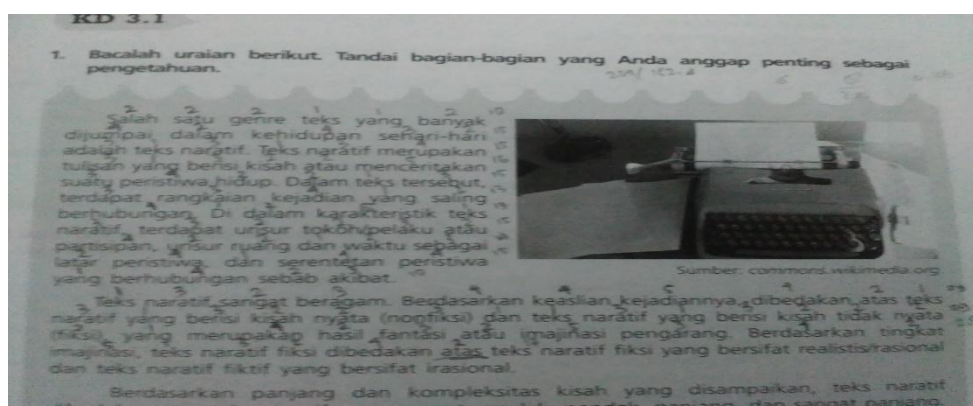 KD 3.1
1. Bacalah uraian berikut. Tandai bagian-bagian yang Anda anggap penting sebagai
pengetahuan.
Salah satu genre teks yang banyak
dijumpai dalam kehidupan sehari-hari
adalah teks naratif. Teks naratif merupakan
tulisan yang berisi kisah atau menceritakan
suatu peristiwa hidup. Dalam teks tersebut,
terdapat rangkaian kejadian yang saling
berhubungan. Di dalam karakteristik teks
naratif terdapat unsur tokoh/pelaku atau
partisipan, unsur ruang dan waktu sebagai
latar peristiwa, dan serentetan peristiwa
yang berhubungan sebab akibat.
Sumber: commons.wikimedia.org
Teks naratif sangat beragam. Berdasarkan keaslian kejadiannya, dibedakan atas teks
naratif yang berisi kisah nyata (nonfiksi) dan teks naratif yang berisi kisah tidak nyata
(fiksi), yang merupakan hasil fantasi atau imajinasi pengarang. Berdasarkan tingkat
imajinasi, teks naratif fiksi dibedakan atas teks naratif fiksi yang bersifat realistis/rasional
dan teks naratif fiktif yang bersifat irasional.
Berdasarkan panjang dan kompleksitas kisah yang disampaikan, teks naratif
pendek, panjang, dan sangat panjang.